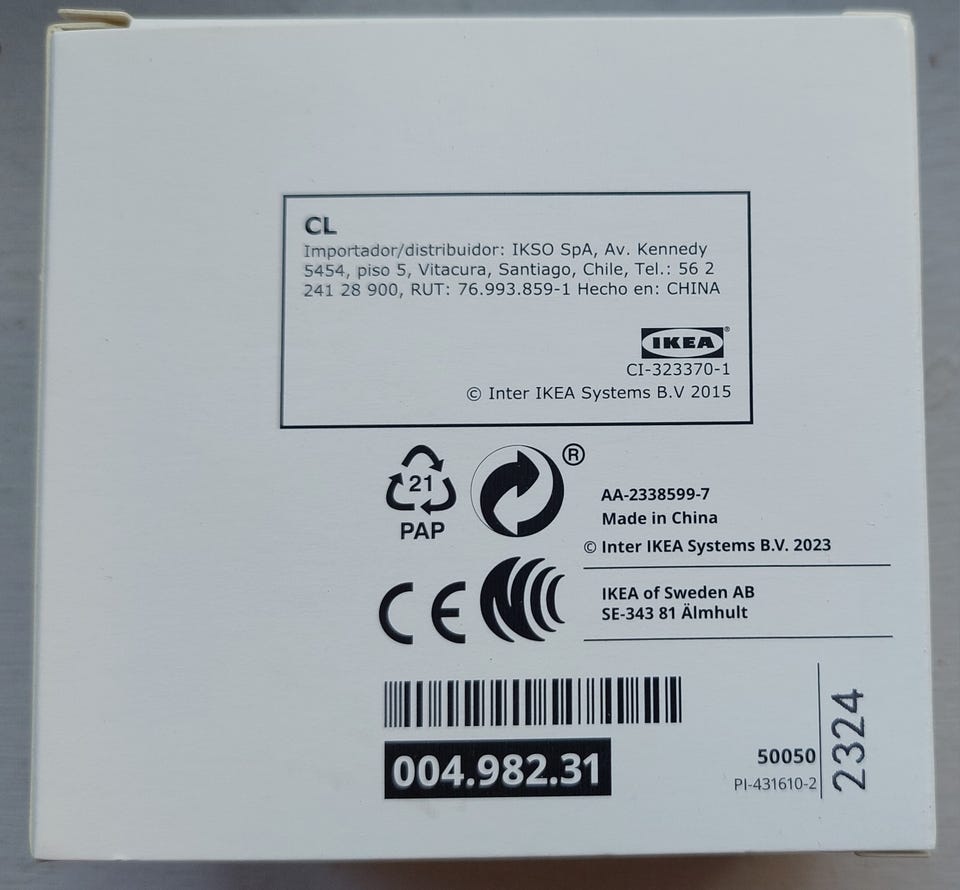 CL
Importador/distribuidor: IKSO SpA, Av. Kennedy
5454, piso 5, Vitacura, Santiago, Chile, Tel.: 56 2
241 28 900, RUT: 76.993.859-1 Hecho en: CHINA
IKEA®
CI-323370-1
© Inter IKEA Systems B.V 2015
21
PAP
®
AA-2338599-7
Made in China
© Inter IKEA Systems B.V. 2023
CE
IKEA of Sweden AB
SE-343 81 Älmhult
004.982.31
50050
PI-431610-2
2324